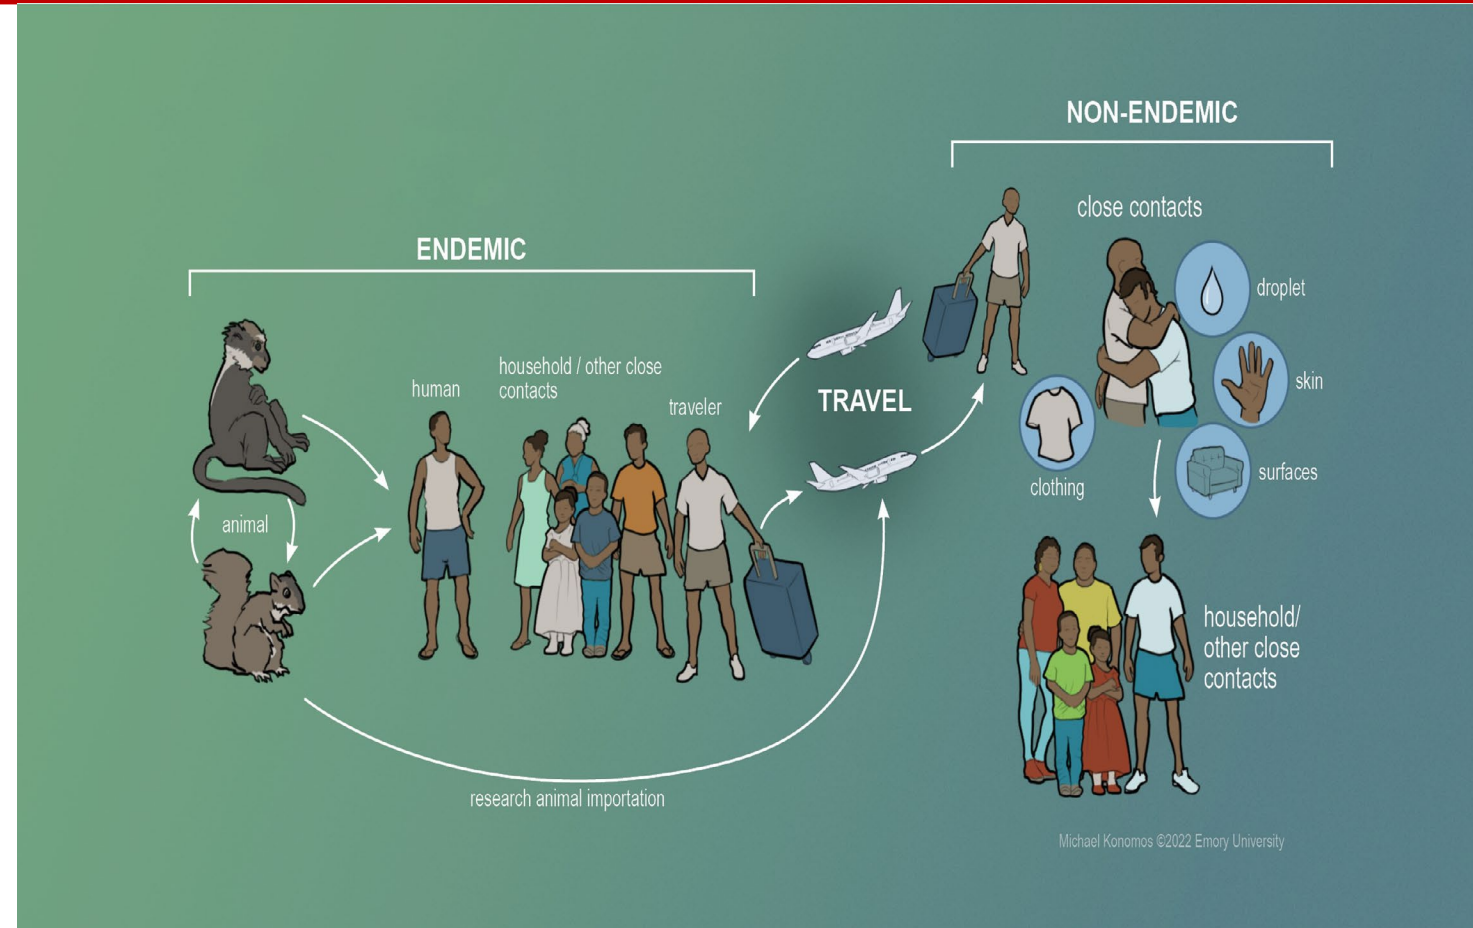 NON-ENDEMIC
close contacts
ENDEMIC
droplet
household / other close
contacts
human
skin
TRAVEL
traveler
surfaces
clothing
animal
household/
other close
contacts
research animal importation
Michael Konomos ©2022 Emory University